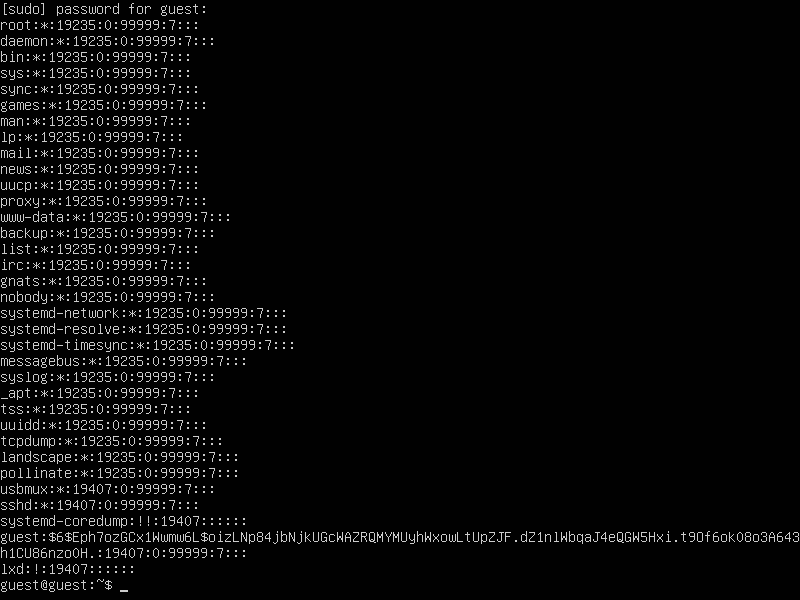 [sudo] password for guest:
root:*:19235:0:99999:7:::
daemon:*:19235:0:99999:7:::
bin:*:19235:0:99999:7:::
sys:*:19235:0:99999:7:::
sync:*:19235:0:99999:7:::
games:*:19235:0:99999:7:::
man:*:19235:0:99999:7:::
lp:*:19235:0:99999:7:::
mail:*:19235:0:99999:7:::
news:*:19235:0:99999:7:::
uucp:*:19235:0:99999:7:::
proxy:*:19235:0:99999:7:::
www-data:*:19235:0:99999:7:::
backup:*:19235:0:99999:7:::
list:*:19235:0:99999:7:::
irc:*:19235:0:99999:7:::
gnats:*:19235:0:99999:7:::
nobody:*:19235:0:99999:7:::
systemd-network:*:19235:0:99999:7:::
systemd-resolve:*:19235:0:99999:7:::
systemd-timesync:*:19235:0:99999:7:::
messagebus:*:19235:0:99999:7:::
syslog:*:19235:0:99999:7:::
_apt:*:19235:0:99999:7:::
tss:*:19235:0:99999:7:::
uuidd:*:19235:0:99999:7:::
tcpdump:*:19235:0:99999:7:::
landscape:*:19235:0:99999:7:::
pollinate:*:19235:0:99999:7:::
usbmux:*:19407:0:99999:7:::
sshd:*:19407:0:99999:7:::
systemd-coredump:!!:19407::::::
guest:$6$Eph7ozGCx1Wwmw6L$oizLNp84jbNjkUGcWAZRQMYMUyhWxowLtUpZJF.dZ1nlWbqaJ4eQGW5Hxi.t9Of6ok08o3A643
h1CU86nzoOH.:19407:0:99999:7:::
lxd:!:19407::::::
guest@guest:~$ _